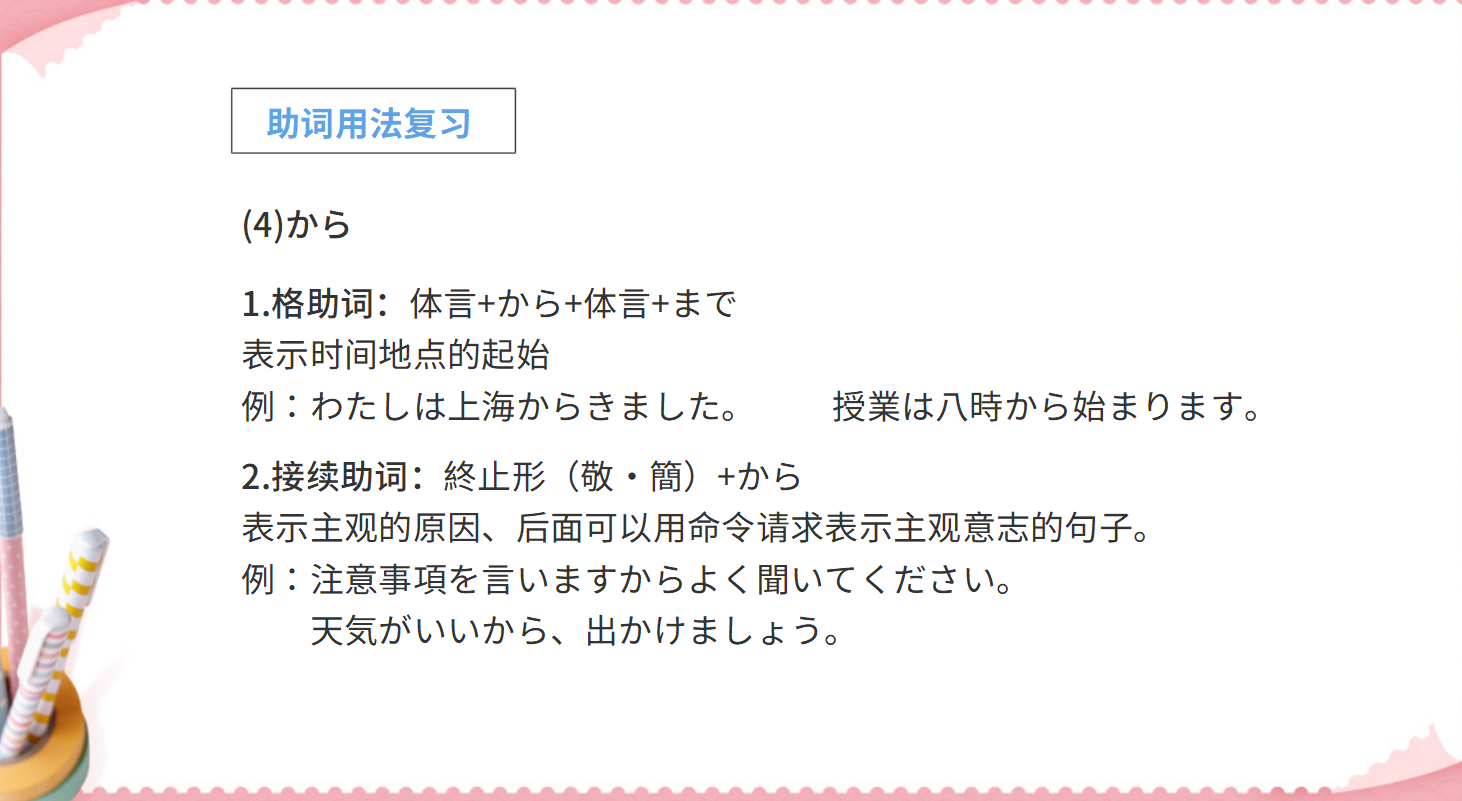 助词用法复习
(4)から
1.格助词：体言+から+体言+まで
表示时间地点的起始
例：わたしは上海からきました。 授業は八時から始まります。
2.接续助词：終止形（敬・簡）+から
表示主观的原因、后面可以用命令请求表示主观意志的句子。
例：注意事項を言いますからよく聞いてください。
天気がいいから、出かけましょう。